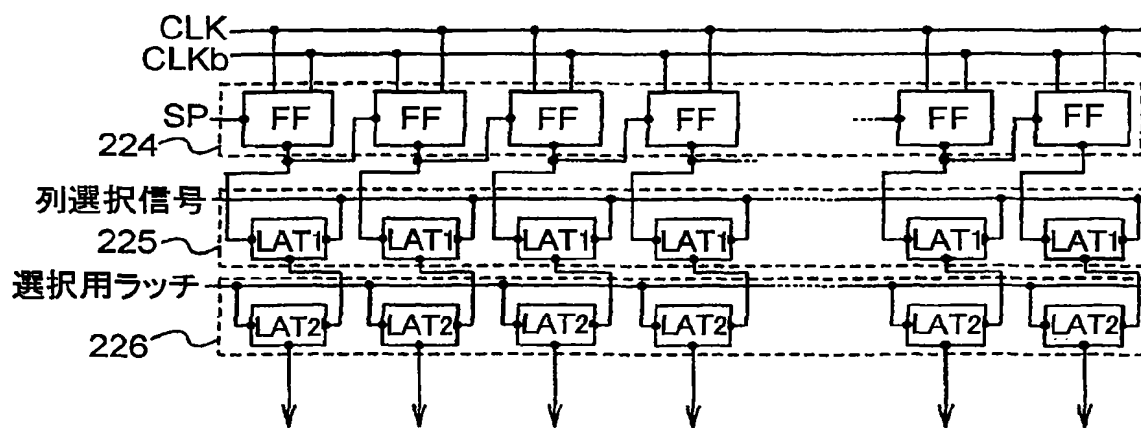 CLK
CLKb
SP
FF FF FF FF FF FF
224
列選択信号
225
LAT1 LAT1 LAT1 LAT1 LAT1 LAT1
選択用ラッチ
LAT2 LAT2 LAT2 LAT2 LAT2 LAT2
226